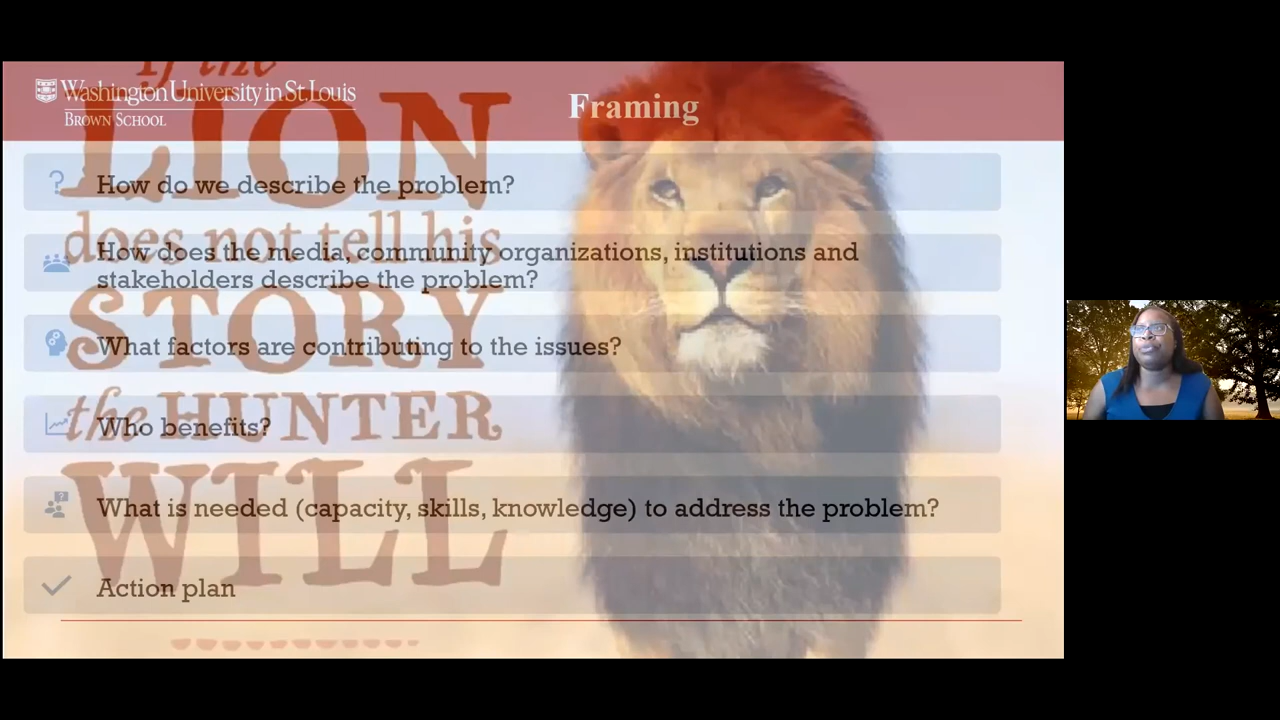 if the
LION
does not tell his
STORY
the HUNTER
WILL
Washington University in St. Louis
BROWN SCHOOL
Framing
How do we describe the problem?
How does the media, community organizations, institutions and
stakeholders describe the problem?
What factors are contributing to the issues?
Who benefits?
What is needed (capacity, skills, knowledge) to address the problem?
Action plan